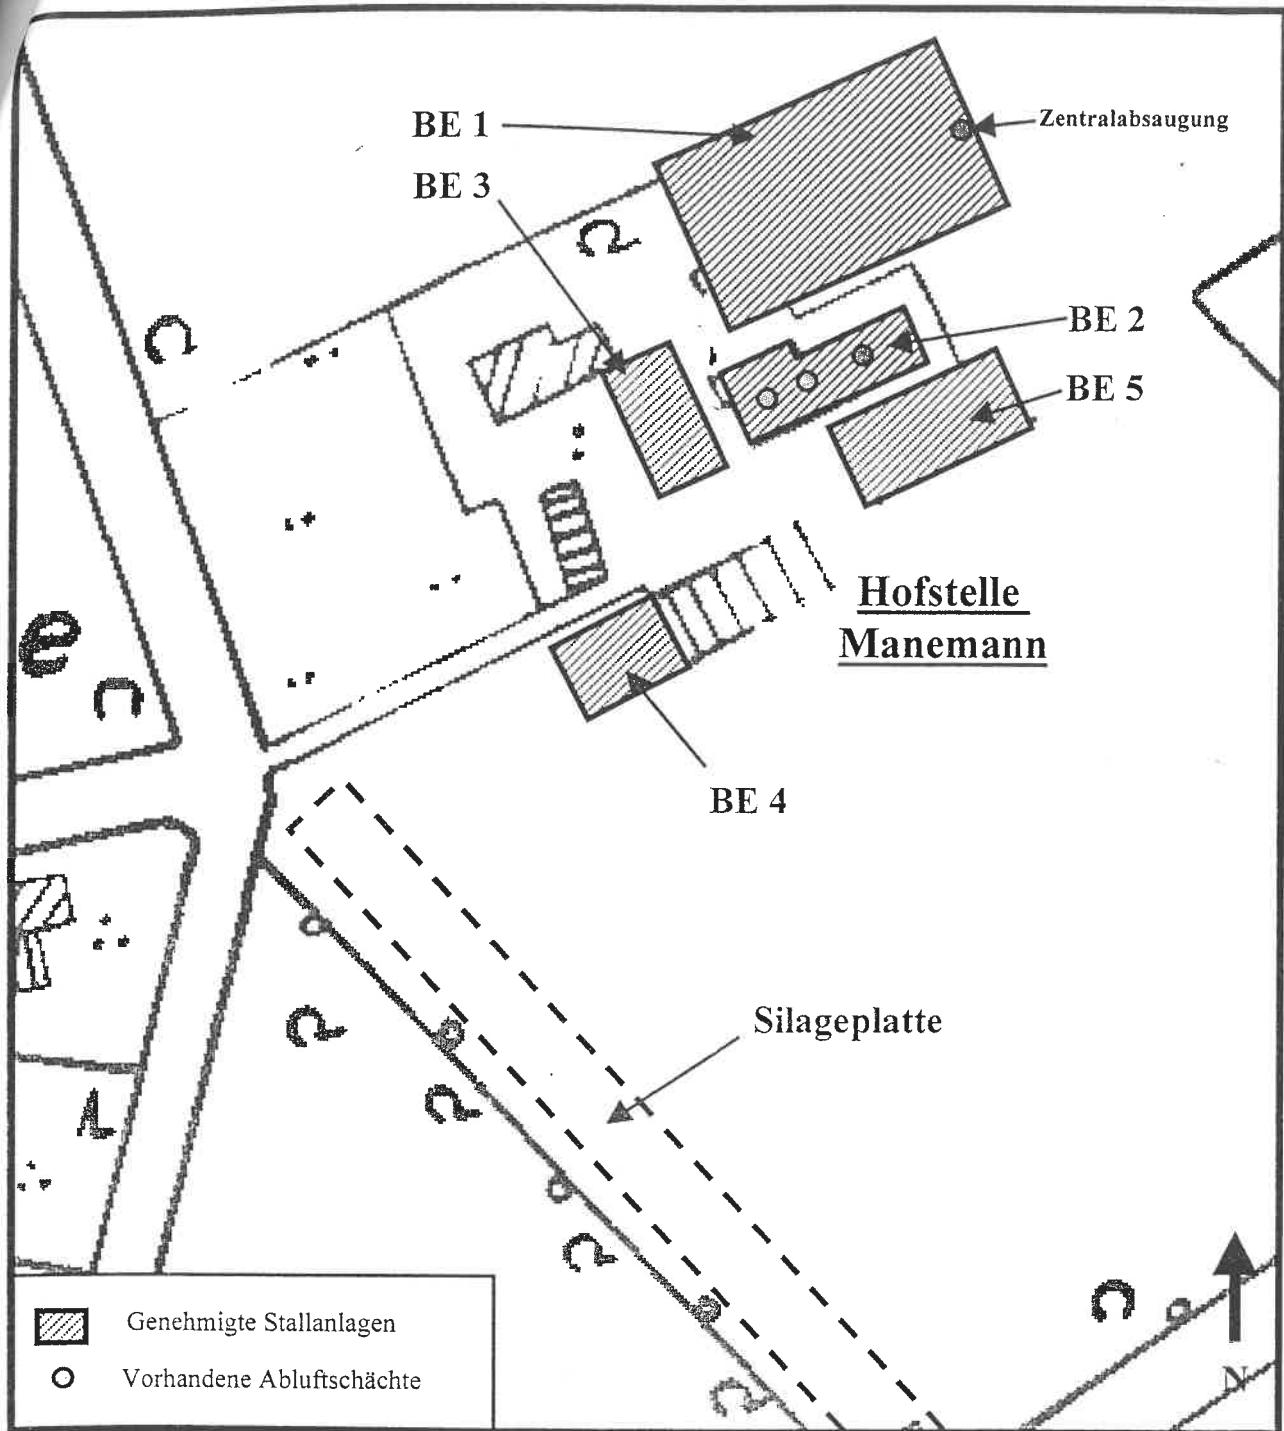 BE 1
Zentralabsaugung
BE 3
BE 2
BE 5
Hofstelle
Manemann
BE 4
Silageplatte
Genehmigte Stallanlagen
Vorhandene Abluftschächte
N